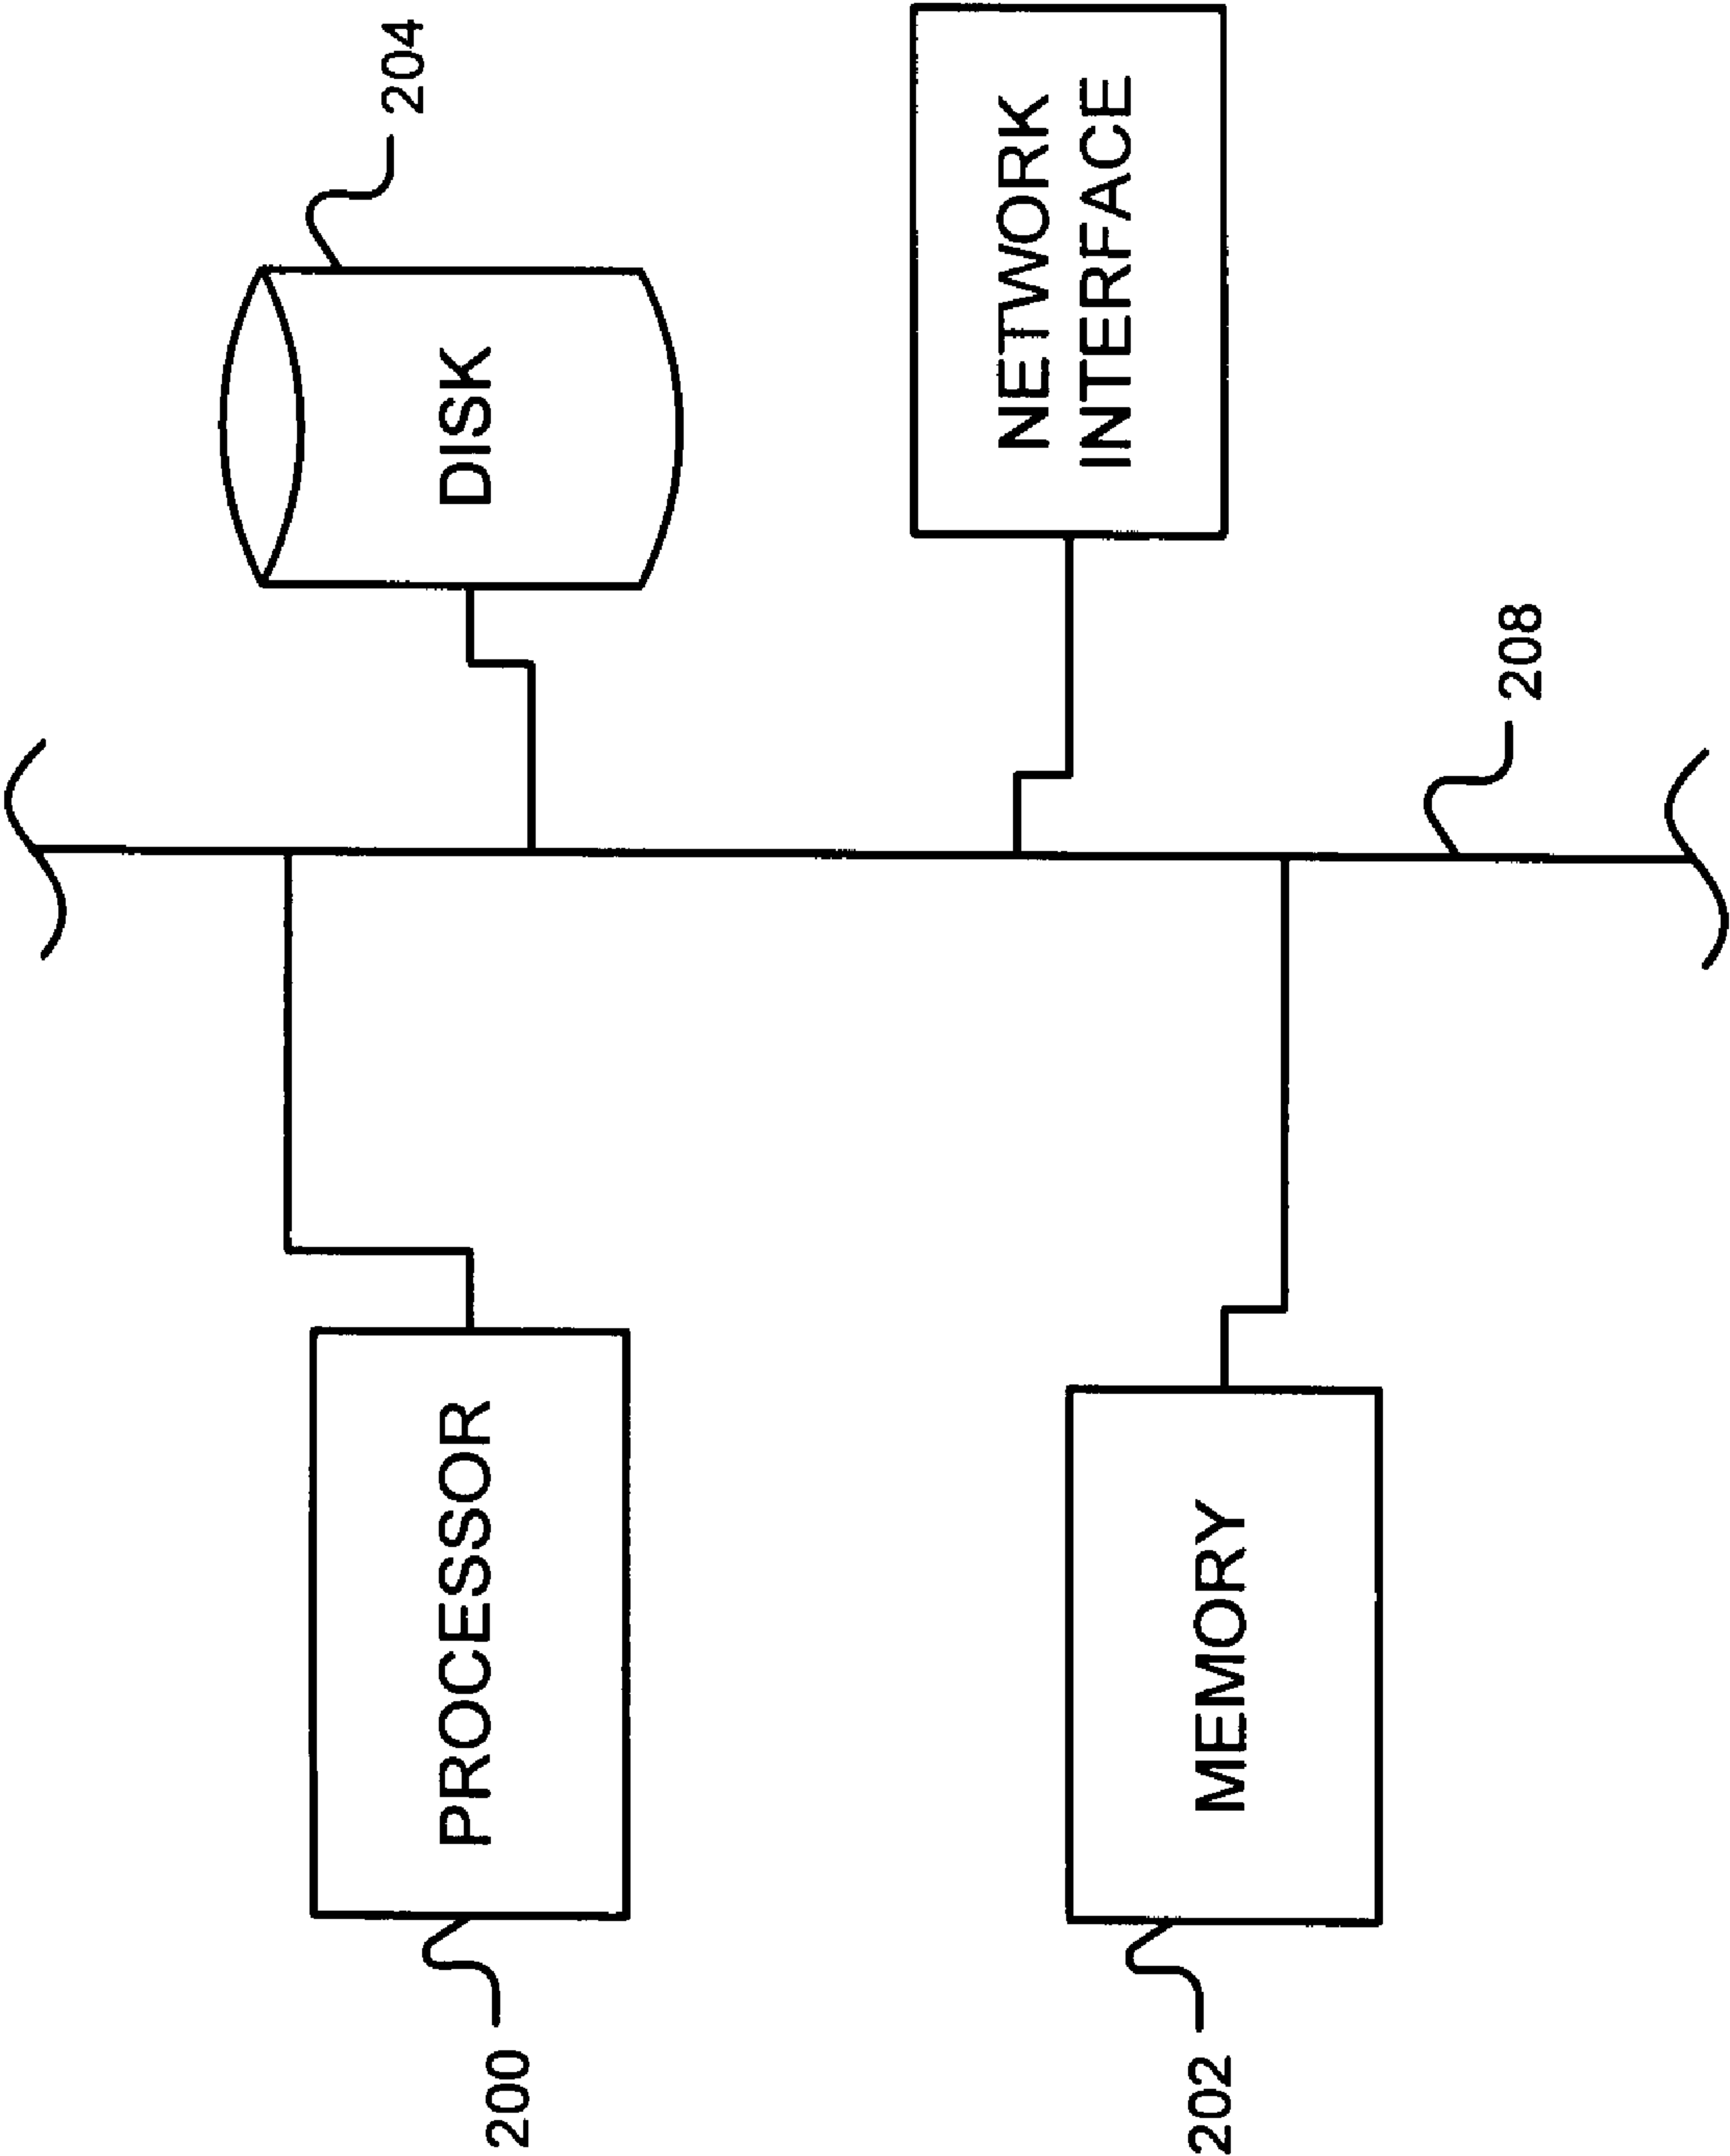 200
PROCESSOR
DISK
204
202
MEMORY
NETWORK
INTERFACE
208